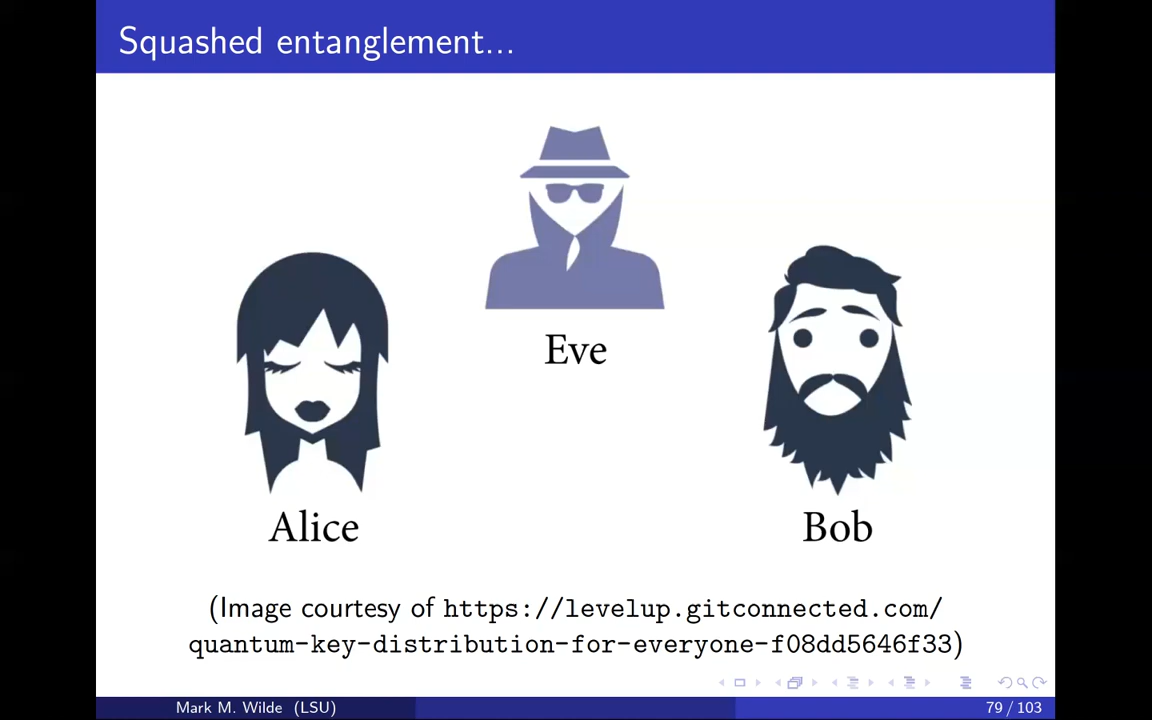 Squashed entanglement...
Eve
Alice
Bob
(Image courtesy of https://levelup.gitconnected.com/
quantum-key-distribution-for-everyone-f08dd5646f33)
Mark M. Wilde (LSU)
79 / 103